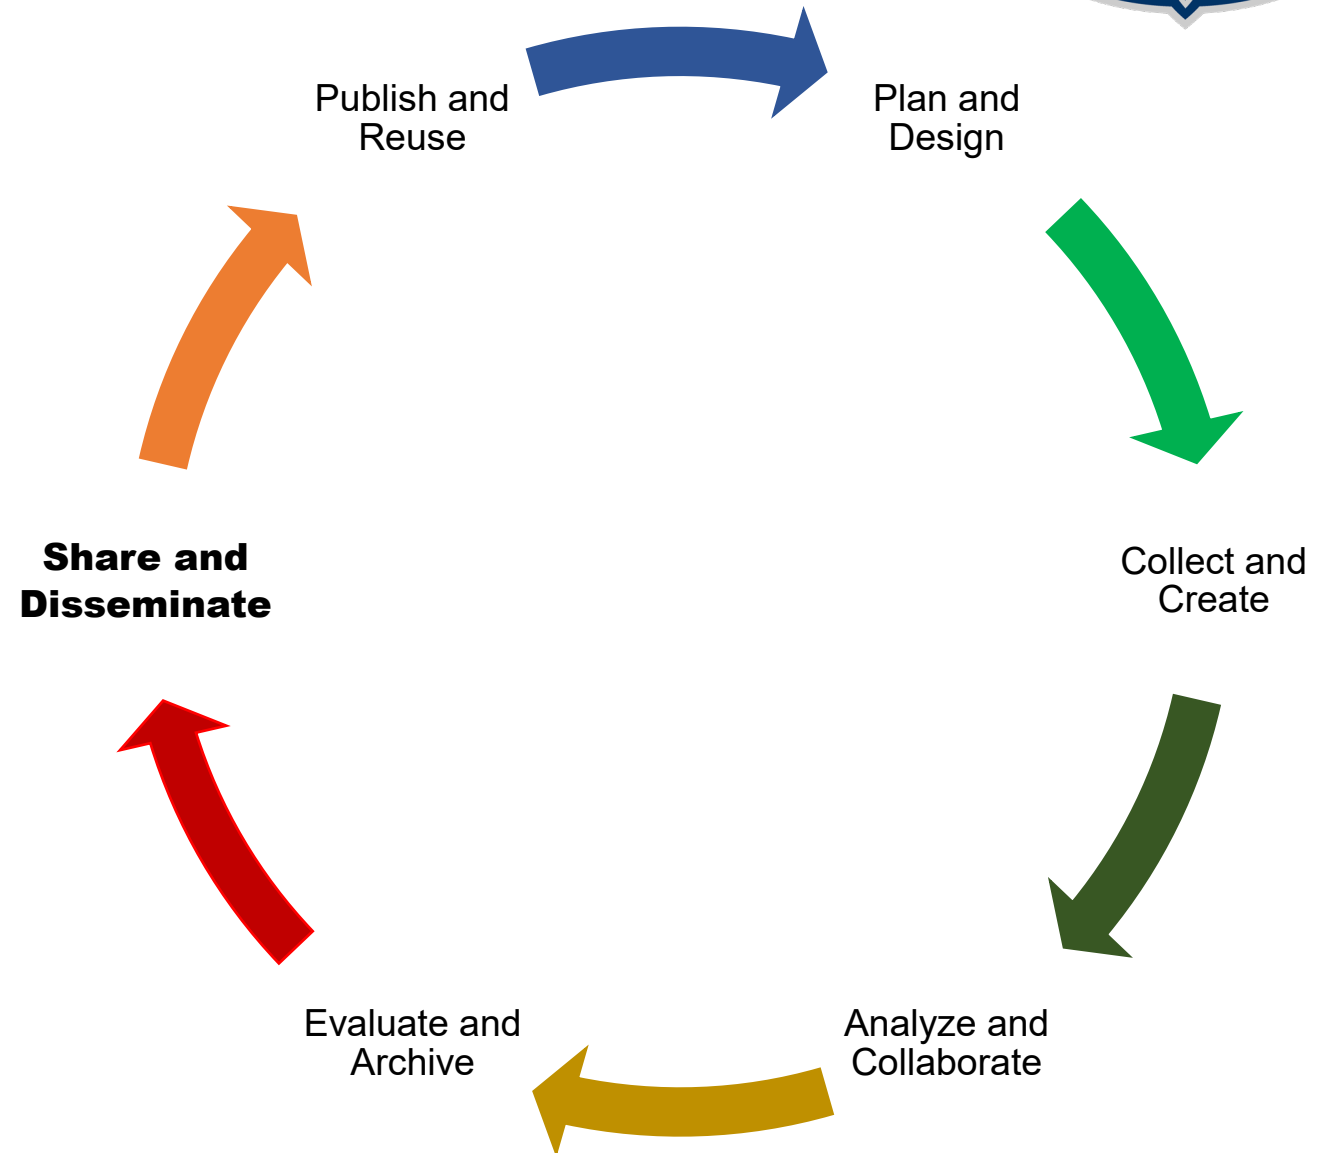 Publish and
Reuse
Plan and
Design
Collect and
Create
Analyze and
Collaborate
Evaluate and
Archive
Share and
Disseminate